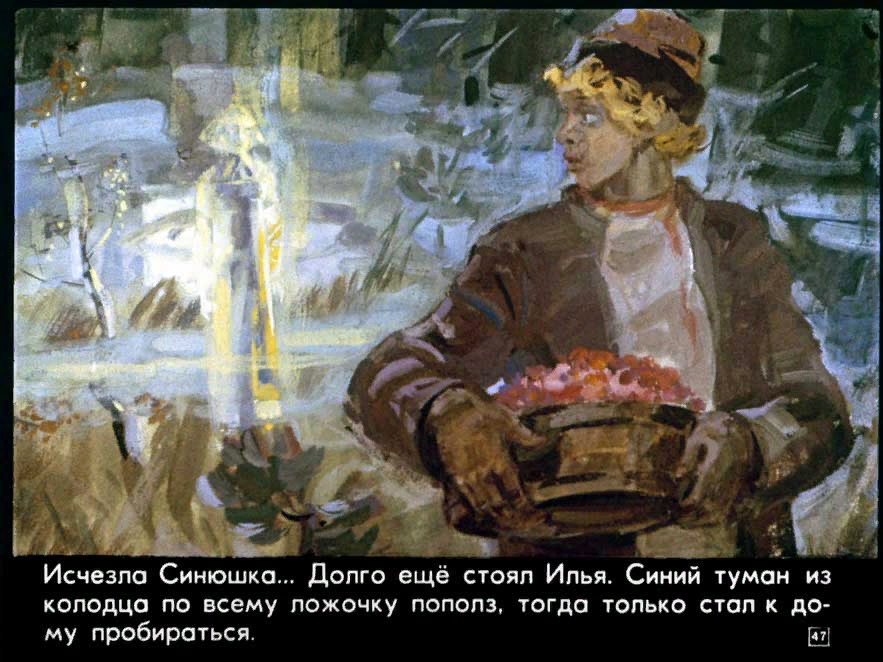 Исчезла Синюшка... Долго ещё стоял Илья. Синий туман из
колодца по всему ложочку пополз, тогда только стал к до-
му пробираться.
47